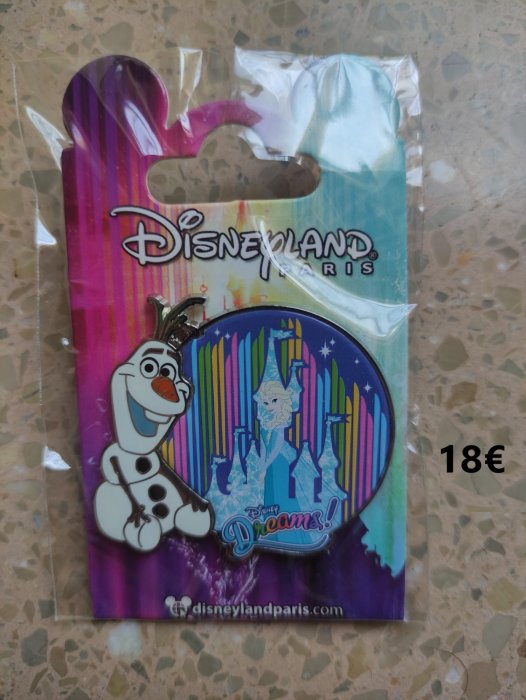 Disneyland
PARIS
18€
Disney
Dreams!
disneylandparis.com